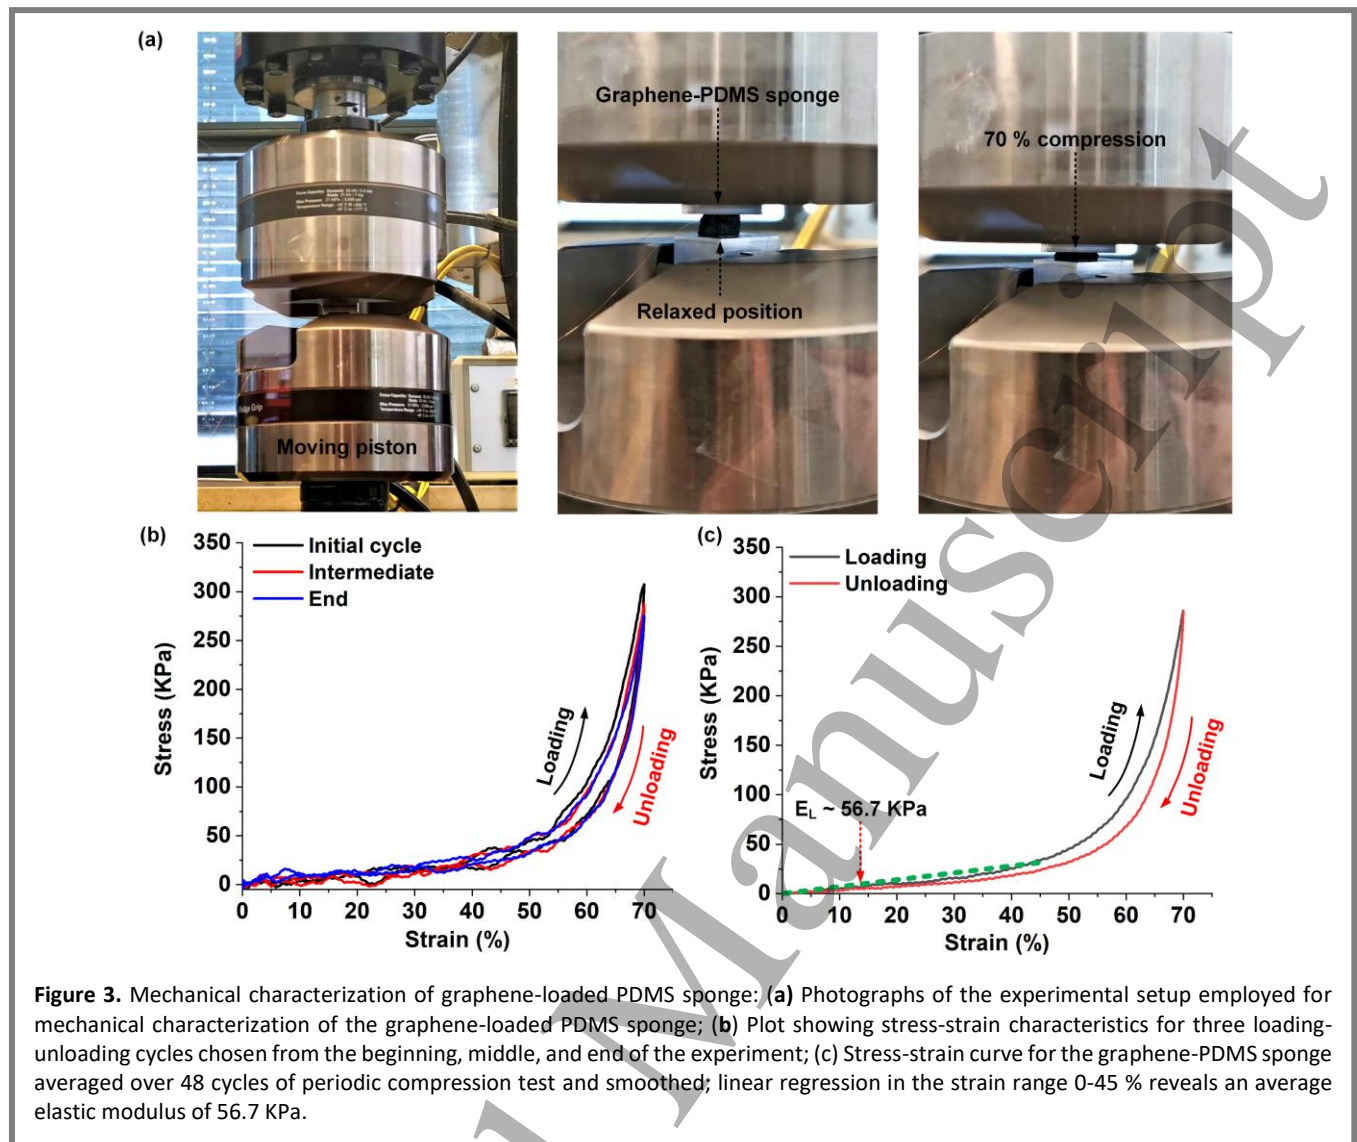 (a)
Graphene-PDMS sponge
70 % compression
Relaxed position
Moving piston
(b)
350
300
250
200
150
100
50
0
Stress (KPa)
Initial cycle
Intermediate
End
Loading
Unloading
0 10 20 30 40 50 60 70
Strain (%)
(c)
350
300
250
200
150
100
50
0
Stress (KPa)
Loading
Unloading
E_L ~ 56.7 KPa
Loading
Unloading
0 10 20 30 40 50 60 70
Strain (%)
Figure 3. Mechanical characterization of graphene-loaded PDMS sponge: (a) Photographs of the experimental setup employed for
mechanical characterization of the graphene-loaded PDMS sponge; (b) Plot showing stress-strain characteristics for three loading-
unloading cycles chosen from the beginning, middle, and end of the experiment; (c) Stress-strain curve for the graphene-PDMS sponge
averaged over 48 cycles of periodic compression test and smoothed; linear regression in the strain range 0-45 % reveals an average
elastic modulus of 56.7 KPa.
Manuscript